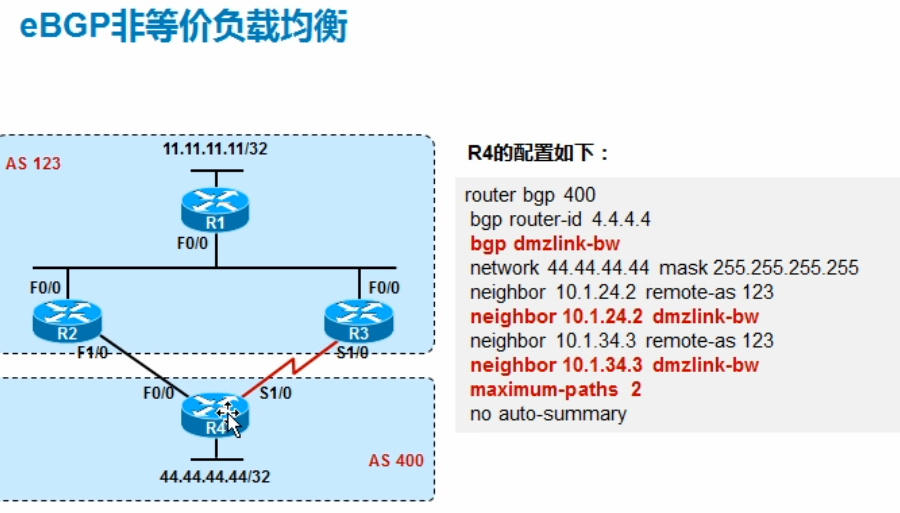 eBGP非等价负载均衡
11.11.11.11/32
AS 123
R1
F0/0
F0/0
F0/0
R2
R3
F1/0
S1/0
F0/0
S1/0
R4
AS 400
44.44.44.44/32
R4的配置如下：
router bgp 400
bgp router-id 4.4.4.4
bgp dmzlink-bw
network 44.44.44.44 mask 255.255.255.255
neighbor 10.1.24.2 remote-as 123
neighbor 10.1.24.2 dmzlink-bw
neighbor 10.1.34.3 remote-as 123
neighbor 10.1.34.3 dmzlink-bw
maximum-paths 2
no auto-summary